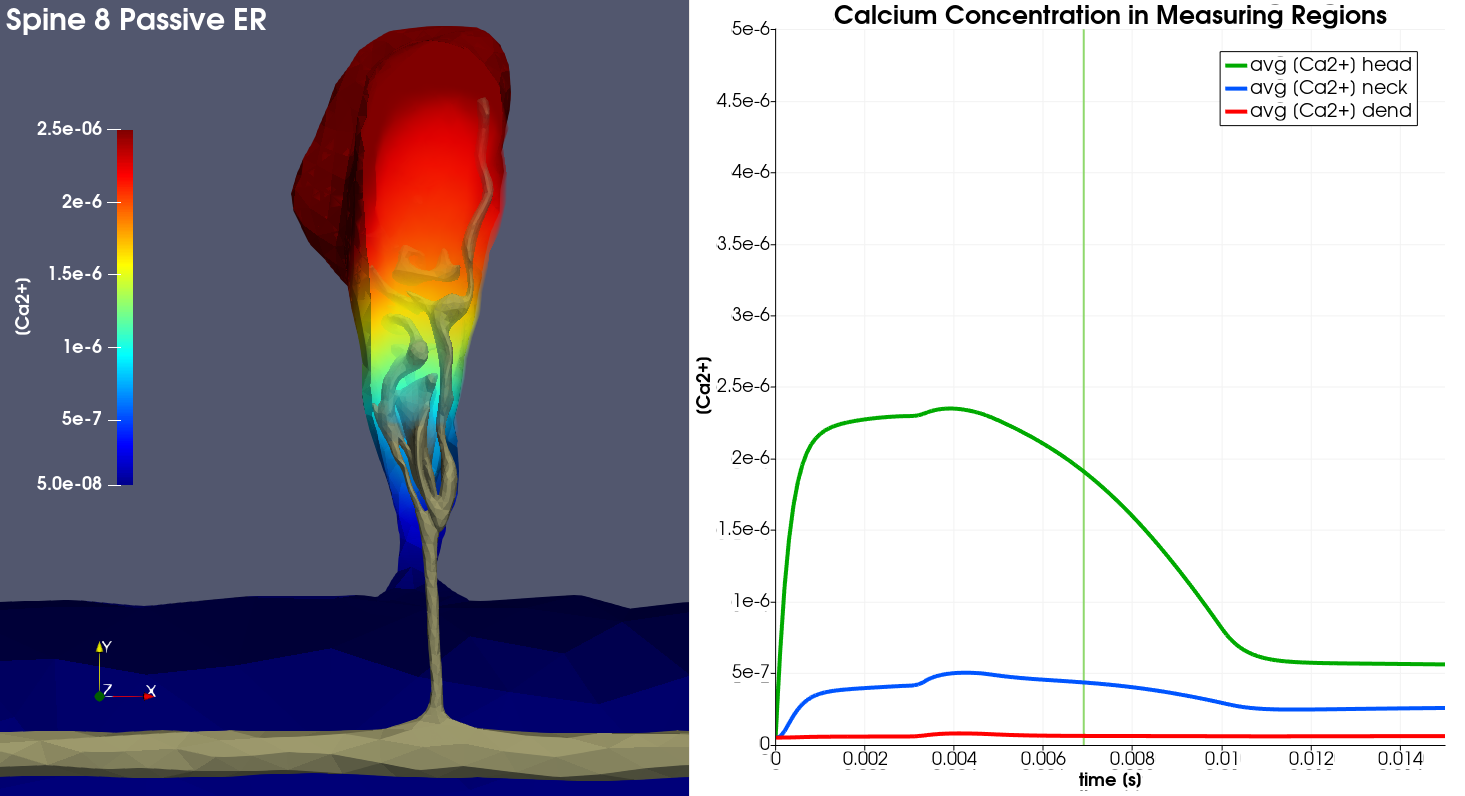 Spine 8 Passive ER
2.5e-06
2e-6
1.5e-6
1e-6
5e-7
5.0e-08
(Ca2+)
Y
Z
X
Calcium Concentration in Measuring Regions
avg (Ca2+) head
avg (Ca2+) neck
avg (Ca2+) dend
5e-6
4.5e-6
4e-6
3.5e-6
3e-6
2.5e-6
2e-6
1.5e-6
1e-6
5e-7
0
(Ca2+)
0 0.002 0.004 0.006 0.008 0.01 0.012 0.014
time (s)